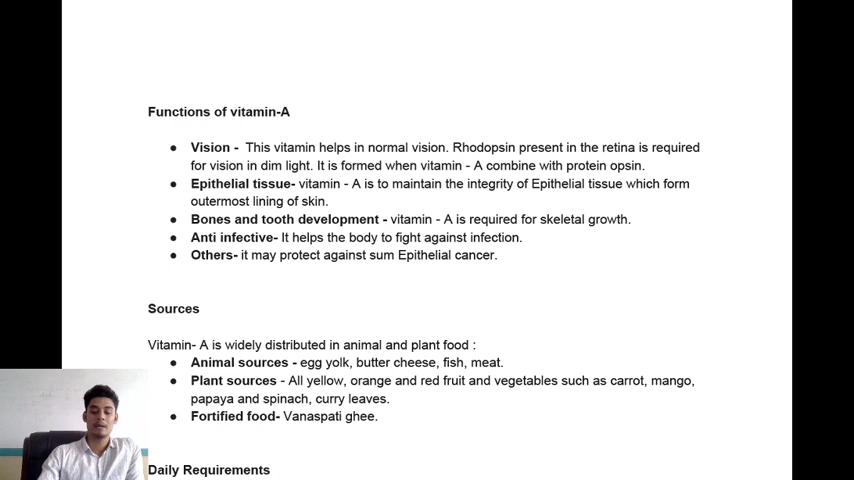 Functions of vitamin-A
● Vision - This vitamin helps in normal vision. Rhodopsin present in the retina is required
for vision in dim light. It is formed when vitamin - A combine with protein opsin.
● Epithelial tissue- vitamin - A is to maintain the integrity of Epithelial tissue which form
outermost lining of skin.
● Bones and tooth development - vitamin - A is required for skeletal growth.
● Anti infective- It helps the body to fight against infection.
● Others- it may protect against sum Epithelial cancer.
Sources
Vitamin- A is widely distributed in animal and plant food :
● Animal sources - egg yolk, butter cheese, fish, meat.
● Plant sources - All yellow, orange and red fruit and vegetables such as carrot, mango,
papaya and spinach, curry leaves.
● Fortified food- Vanaspati ghee.
Daily Requirements